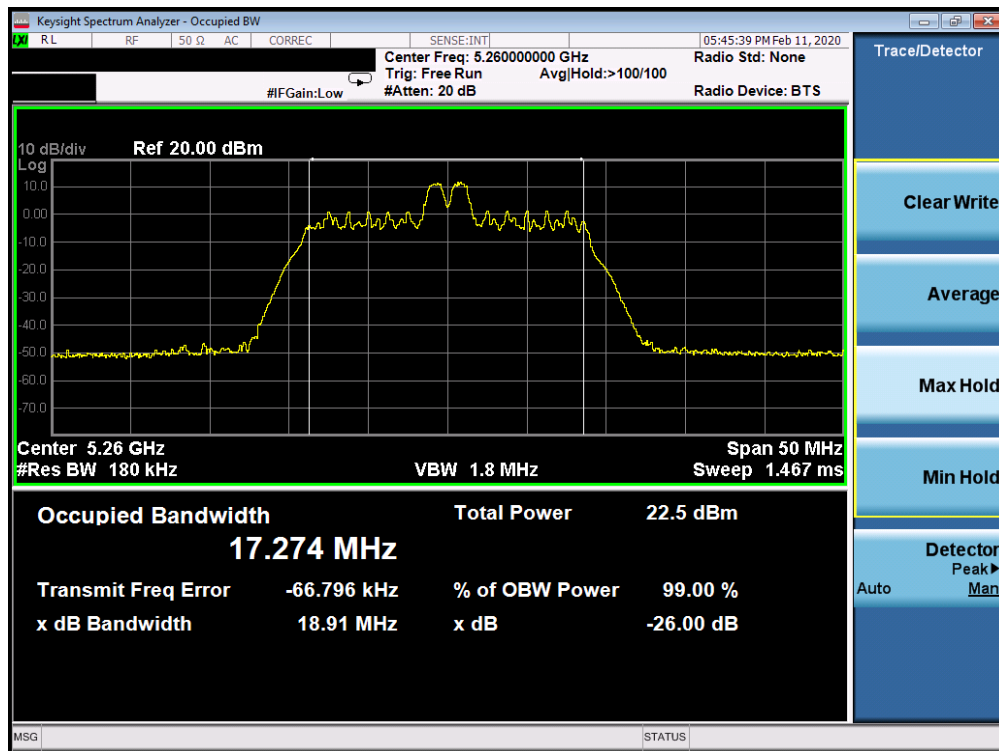 Keysight Spectrum Analyzer - Occupied BW
LXI RL RF 50 Ω AC CORREC SENSE:INT 05:45:39 PM Feb 11, 2020
Center Freq: 5.260000000 GHz Radio Std: None
Trig: Free Run Avg|Hold:>100/100
#IFGain:Low #Atten: 20 dB Radio Device: BTS
10 dB/div Ref 20.00 dBm
Log
10.0
0.00
-10.0
-20.0
-30.0
-40.0
-50.0
-60.0
-70.0
Center 5.26 GHz Span 50 MHz
#Res BW 180 kHz VBW 1.8 MHz Sweep 1.467 ms
Occupied Bandwidth Total Power 22.5 dBm
17.274 MHz
Transmit Freq Error -66.796 kHz % of OBW Power 99.00 %
x dB Bandwidth 18.91 MHz x dB -26.00 dB
Trace/Detector
Clear Write
Average
Max Hold
Min Hold
Detector
Peak▶
Auto Man
MSG STATUS